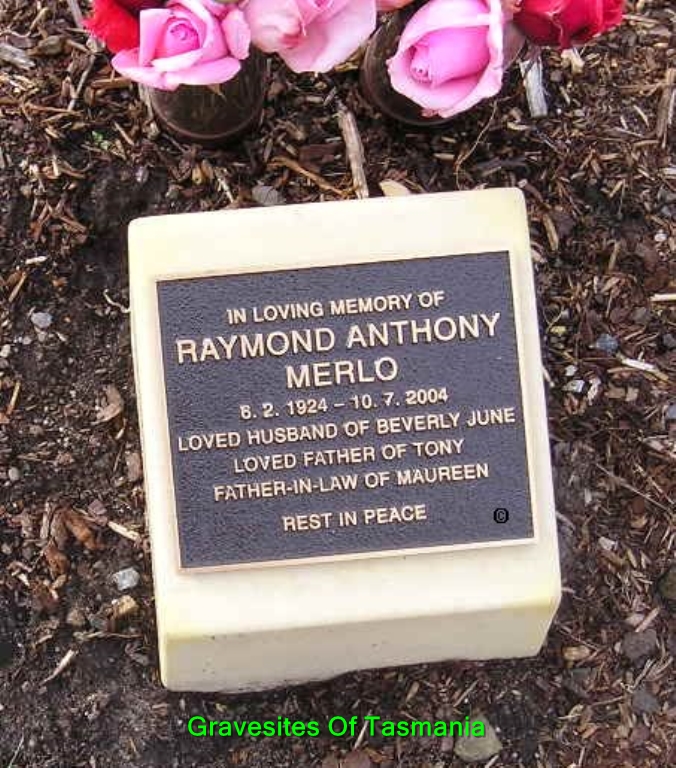 IN LOVING MEMORY OF
RAYMOND ANTHONY
MERLO
6. 2. 1924 – 10. 7. 2004
LOVED HUSBAND OF BEVERLY JUNE
LOVED FATHER OF TONY
FATHER-IN-LAW OF MAUREEN
REST IN PEACE ©
Gravesites Of Tasmania